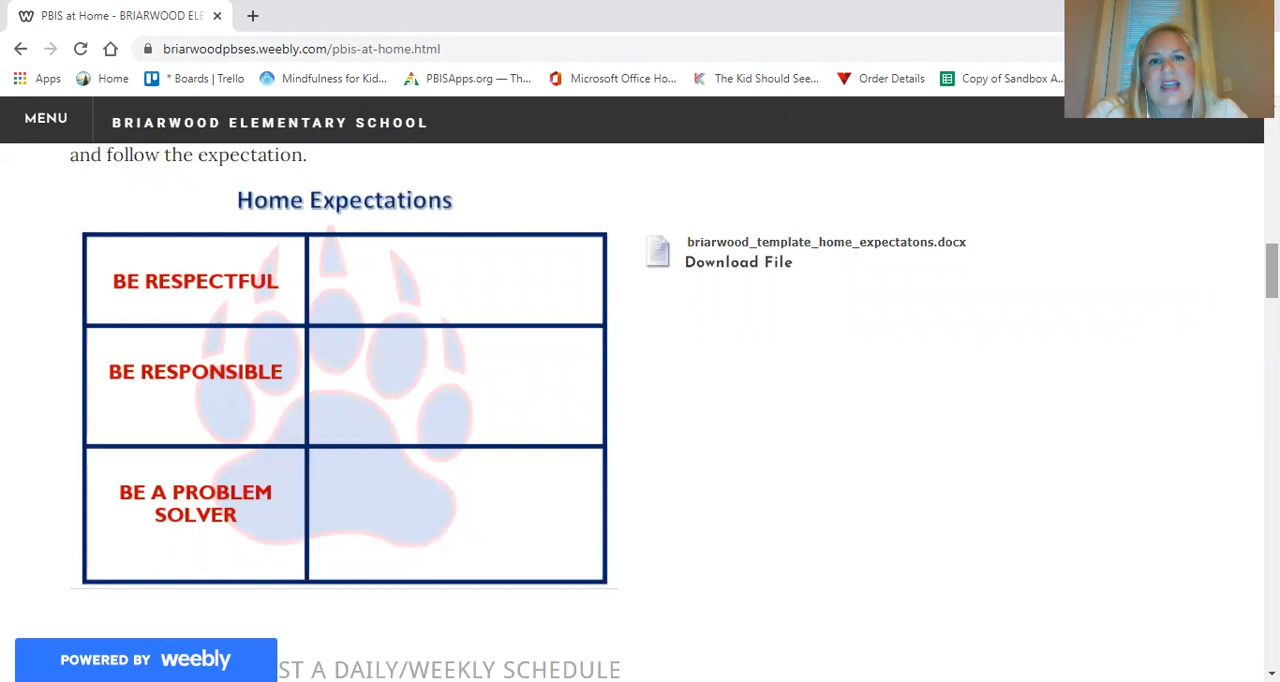 PBIS at Home - BRIARWOOD ELE
briarwoodpbses.weebly.com/pbis-at-home.html
Apps Home * Boards | Trello Mindfulness for Kid... PBISApps.org — Th... Microsoft Office Ho... The Kid Should See... Order Details Copy of Sandbox A...
MENU BRIARWOOD ELEMENTARY SCHOOL
and follow the expectation.
Home Expectations
BE RESPECTFUL
BE RESPONSIBLE
BE A PROBLEM
SOLVER
briarwood_template_home_expectatons.docx
Download File
POWERED BY weebly
ST A DAILY/WEEKLY SCHEDULE